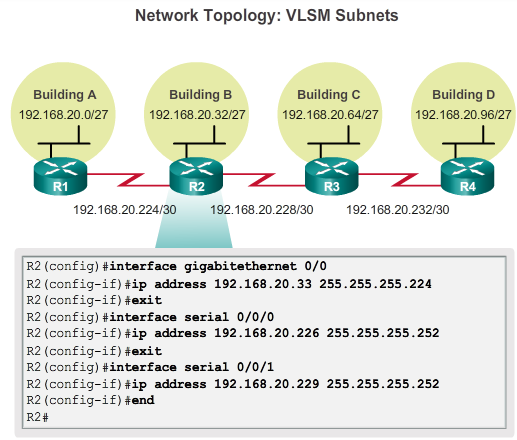 Network Topology: VLSM Subnets
Building A
192.168.20.0/27
Building B
192.168.20.32/27
Building C
192.168.20.64/27
Building D
192.168.20.96/27
R1
R2
R3
R4
192.168.20.224/30
192.168.20.228/30
192.168.20.232/30
R2(config)#interface gigabitethernet 0/0
R2(config-if)#ip address 192.168.20.33 255.255.255.224
R2(config-if)#exit
R2(config)#interface serial 0/0/0
R2(config-if)#ip address 192.168.20.226 255.255.255.252
R2(config-if)#exit
R2(config)#interface serial 0/0/1
R2(config-if)#ip address 192.168.20.229 255.255.255.252
R2(config-if)#end
R2#